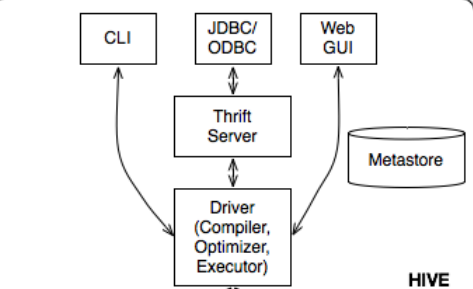 CLI
JDBC/
ODBC
Web
GUI
Thrift
Server
Metastore
Driver
(Compiler,
Optimizer,
Executor)
HIVE